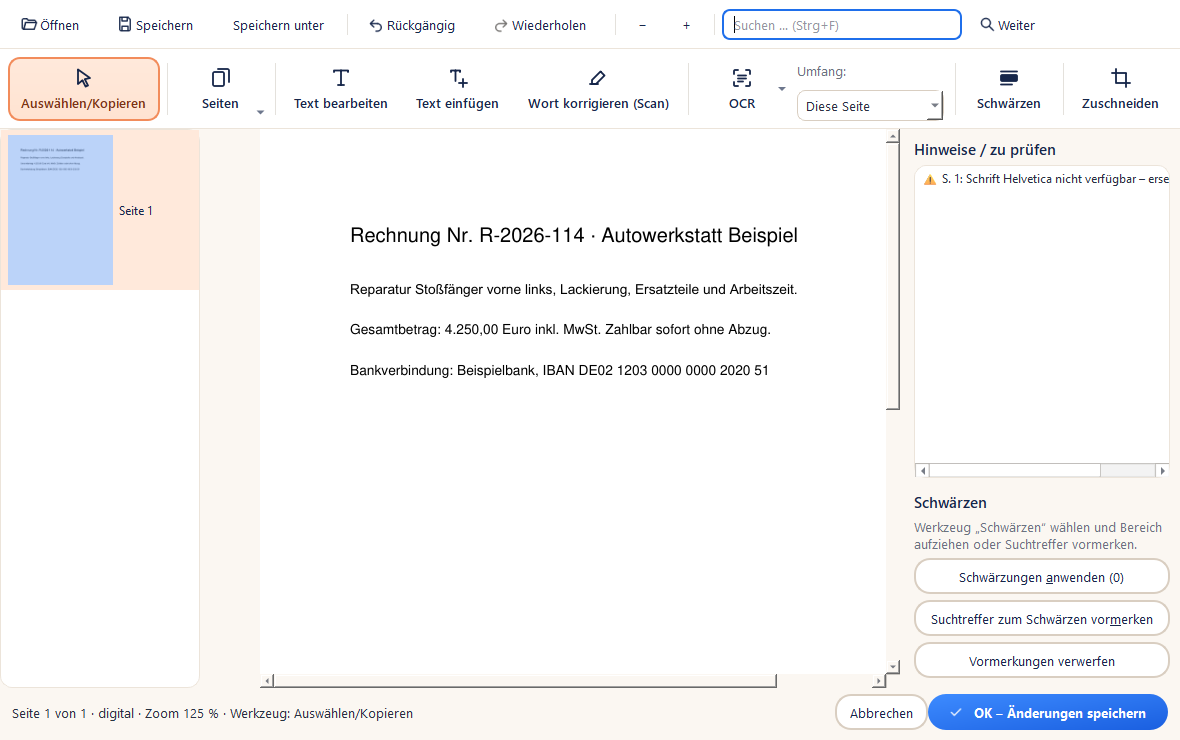 Öffnen
Speichern
Speichern unter
Rückgängig
Wiederholen
−
+
Suchen ... (Strg+F)
Weiter
Auswählen/Kopieren
Seiten
Text bearbeiten
Text einfügen
Wort korrigieren (Scan)
OCR
Umfang:
Diese Seite
Schwärzen
Zuschneiden
Seite 1
Rechnung Nr. R-2026-114 · Autowerkstatt Beispiel
Reparatur Stoßfänger vorne links, Lackierung, Ersatzteile und Arbeitszeit.
Gesamtbetrag: 4.250,00 Euro inkl. MwSt. Zahlbar sofort ohne Abzug.
Bankverbindung: Beispielbank, IBAN DE02 1203 0000 0000 2020 51
Hinweise / zu prüfen
S. 1: Schrift Helvetica nicht verfügbar – erse
Schwärzen
Werkzeug „Schwärzen“ wählen und Bereich
aufziehen oder Suchtreffer vormerken.
Schwärzungen anwenden (0)
Suchtreffer zum Schwärzen vormerken
Vormerkungen verwerfen
Seite 1 von 1 · digital · Zoom 125 % · Werkzeug: Auswählen/Kopieren
Abbrechen
OK – Änderungen speichern